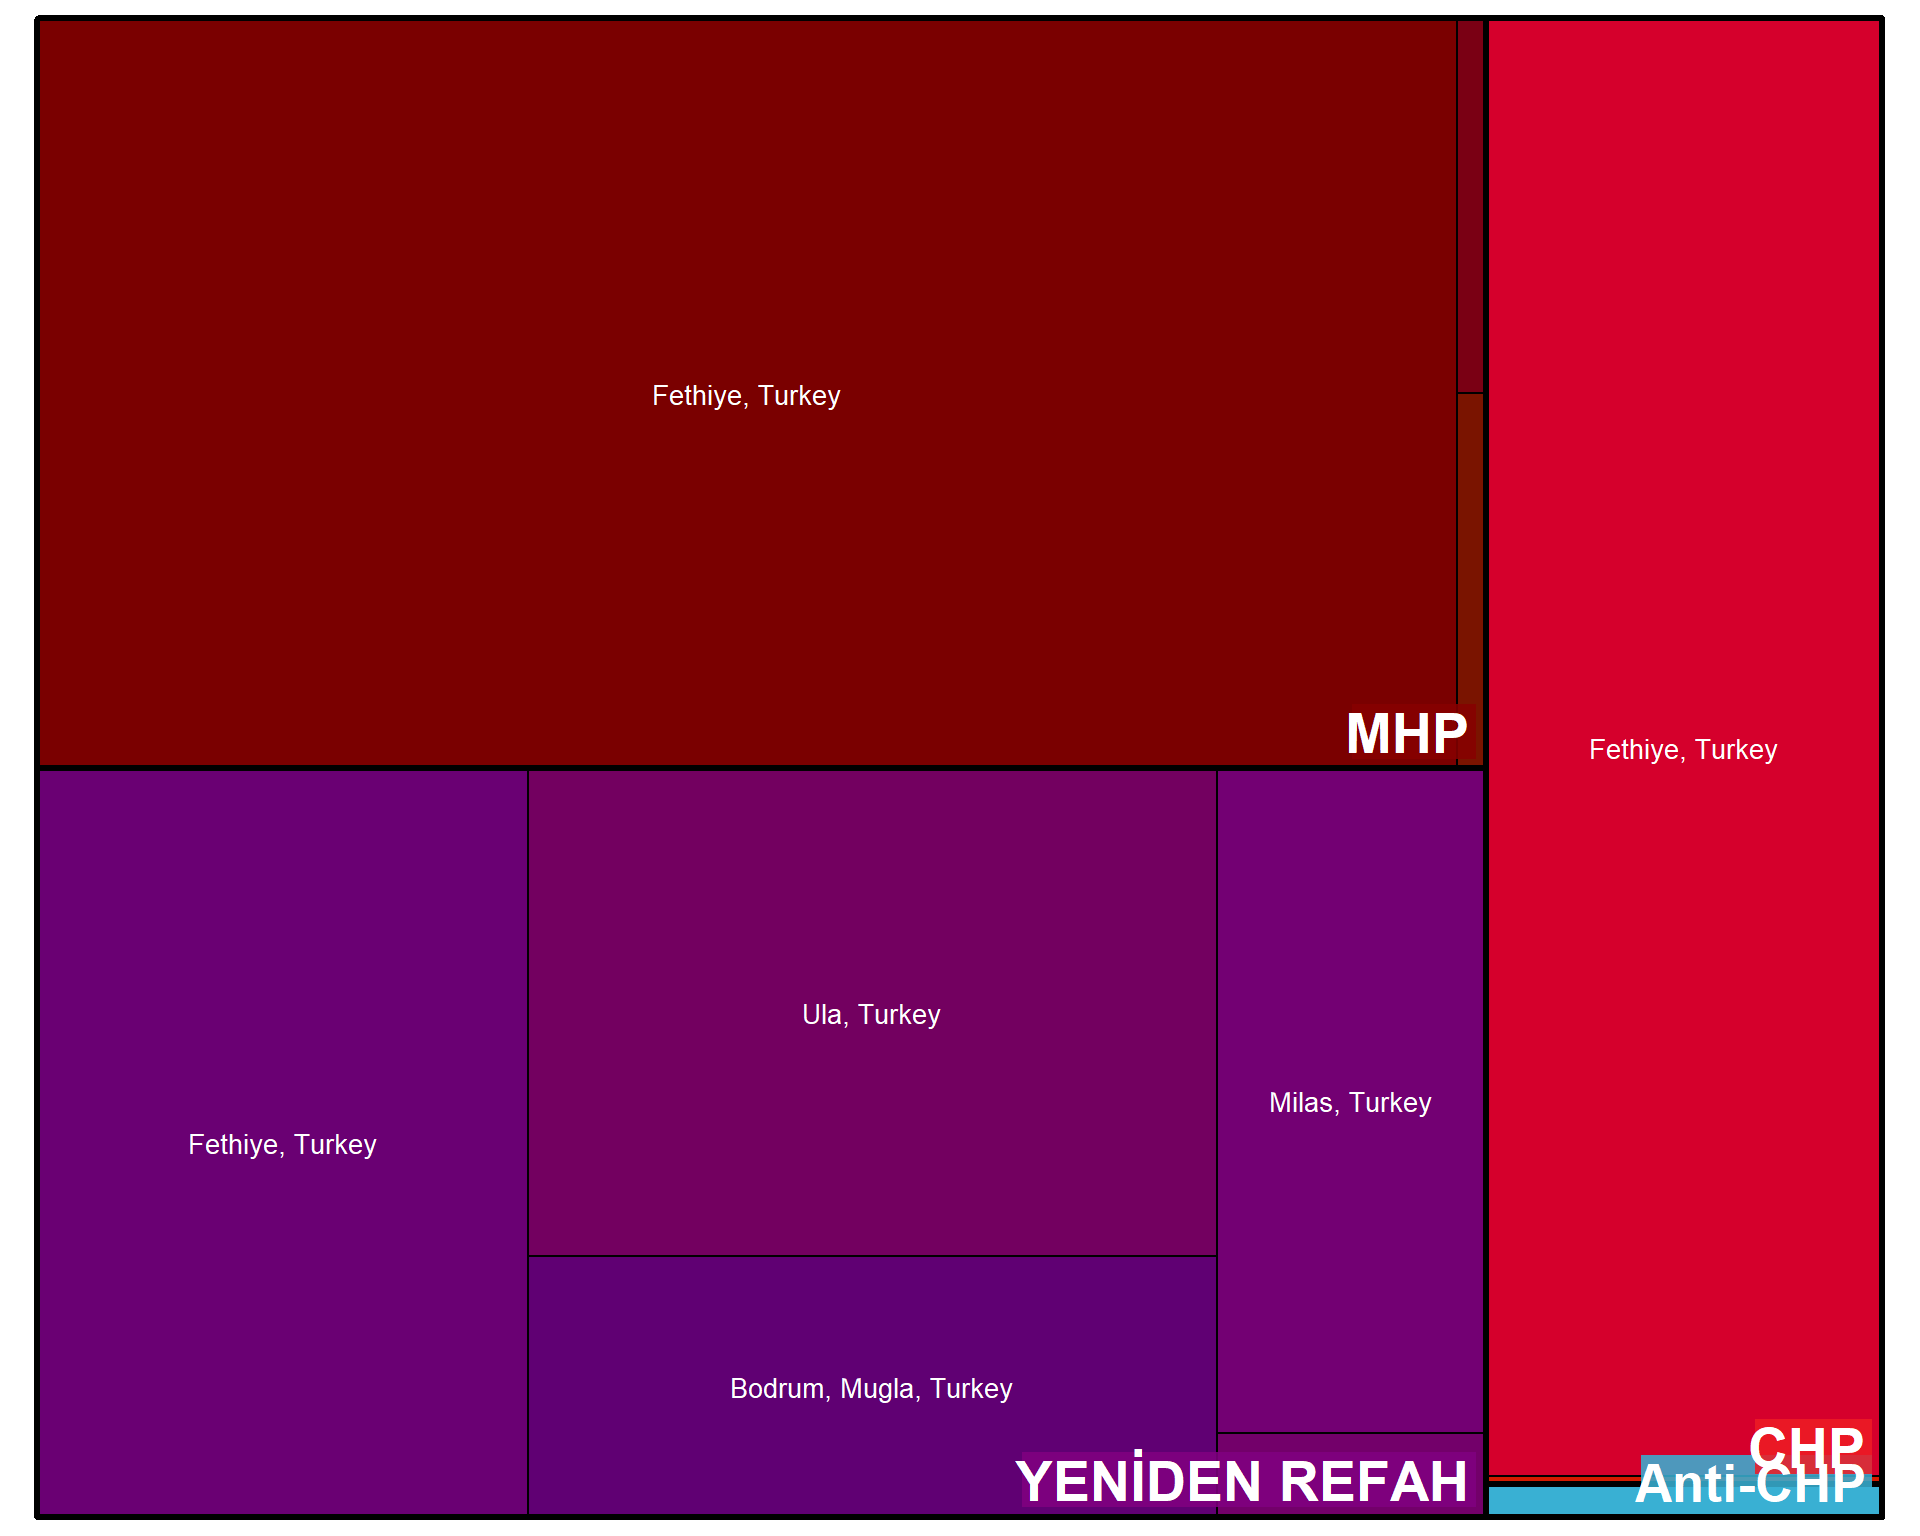 Fethiye, Turkey
MHP
Fethiye, Turkey
Ula, Turkey
Milas, Turkey
Fethiye, Turkey
Bodrum, Mugla, Turkey
YENİDEN REFAH
CHP
Anti-CHP